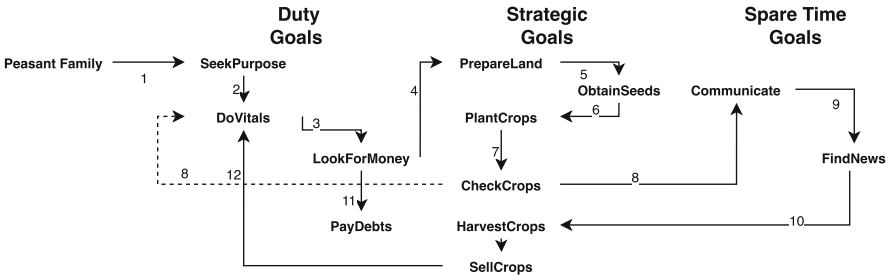 Duty
Goals
Strategic
Goals
Spare Time
Goals
Peasant Family
1
SeekPurpose
2
DoVitals
3
LookForMoney
4
PrepareLand
5
ObtainSeeds
6
PlantCrops
7
CheckCrops
8
8
Communicate
9
FindNews
10
HarvestCrops
SellCrops
11
PayDebts
12